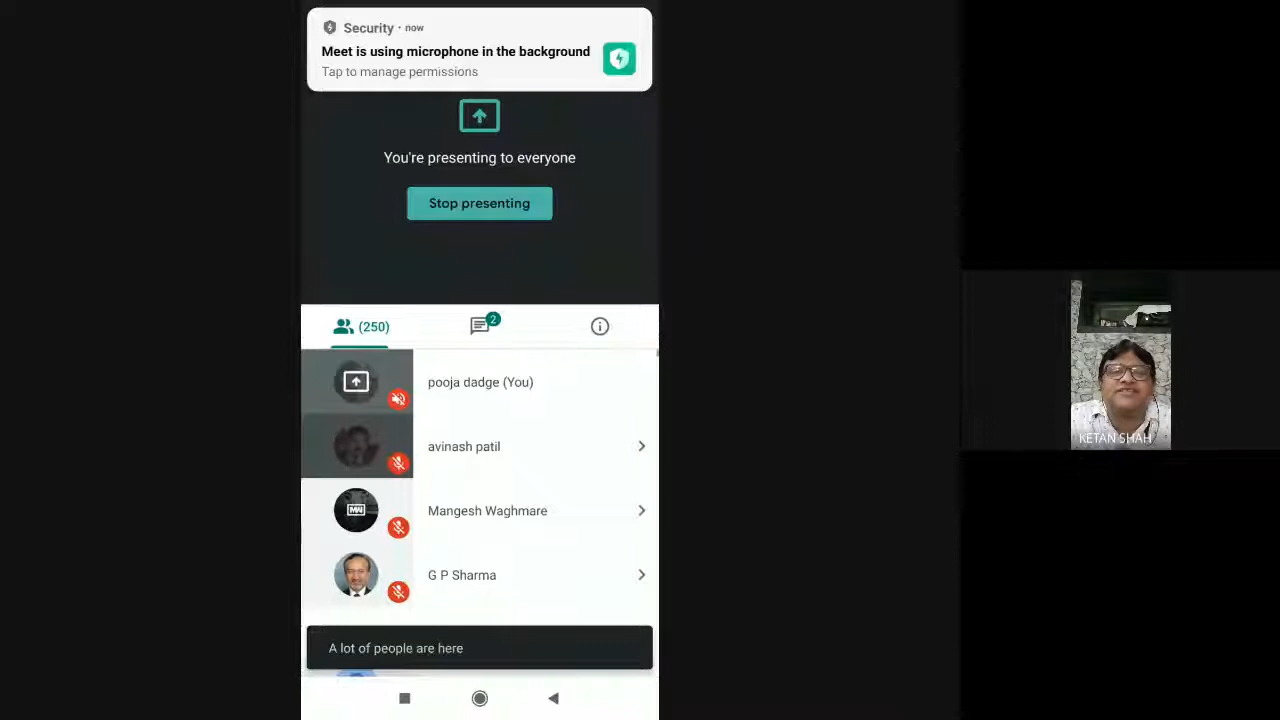 Security · now
Meet is using microphone in the background
Tap to manage permissions
You're presenting to everyone
Stop presenting
(250)
2
pooja dadge (You)
avinash patil
Mangesh Waghmare
G P Sharma
A lot of people are here
KETAN SHAH